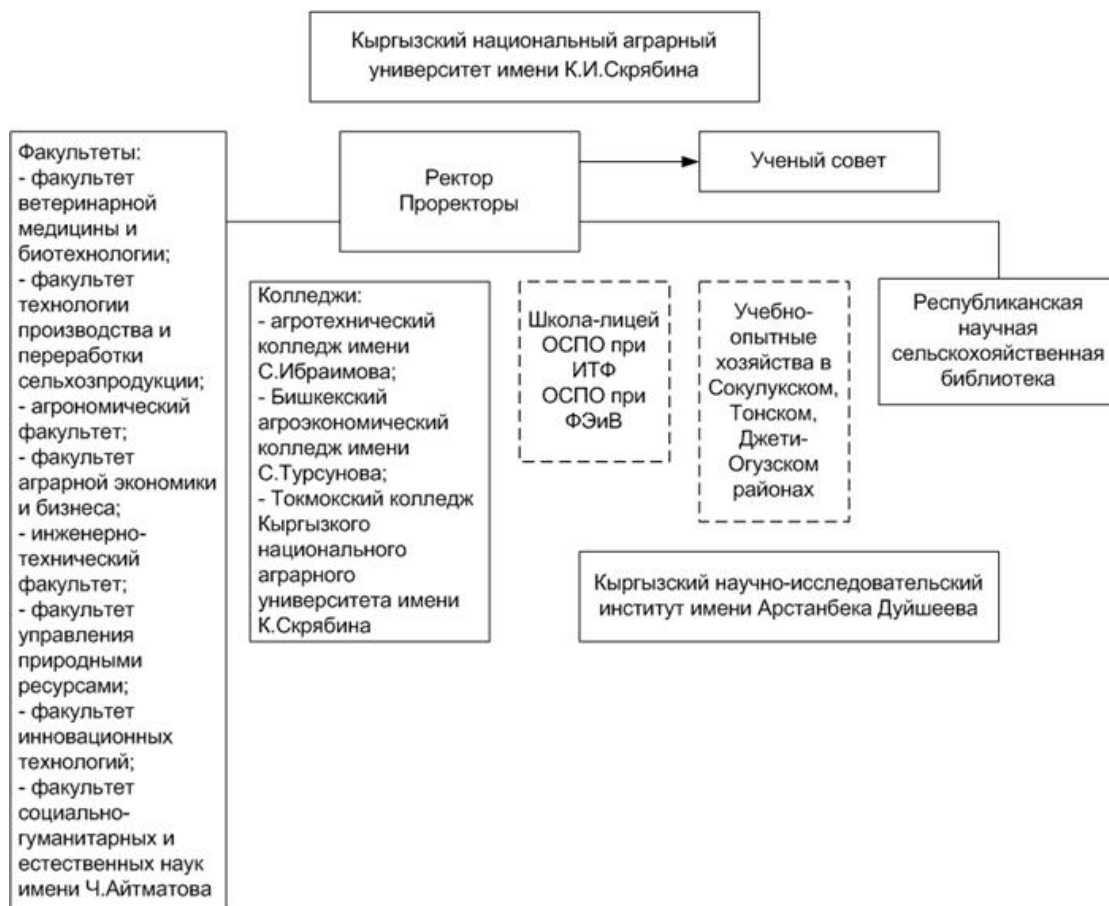 Кыргызский национальный аграрный
университет имени К.И.Скрябина
Факультеты:
- факультет
ветеринарной
медицины и
биотехнологии;
- факультет
технологии
производства и
переработки
сельхозпродукции;
- агрономический
факультет;
- факультет
аграрной экономики
и бизнеса;
- инженерно-
технический
факультет;
- факультет
управления
природными
ресурсами;
- факультет
инновационных
технологий;
- факультет
социально-
гуманитарных и
естественных наук
имени Ч.Айтматова
Ректор
Проректоры
Ученый совет
Колледжи:
- агротехнический
колледж имени
С.Ибраимова;
- Бишкекский
агроэкономический
колледж имени
С.Турсунова;
- Токмокский колледж
Кыргызкого
национального
аграрного
университета имени
К.Скрябина
Школа-лицей
ОСПО при
ИТФ
ОСПО при
ФЭиВ
Учебно-
опытные
хозяйства в
Сокулукском,
Тонском,
Джети-
Огузском
районах
Республиканская
научная
сельскохояйственная
библиотека
Кыргызский научно-исследовательский
институт имени Арстанбека Дуйшеева